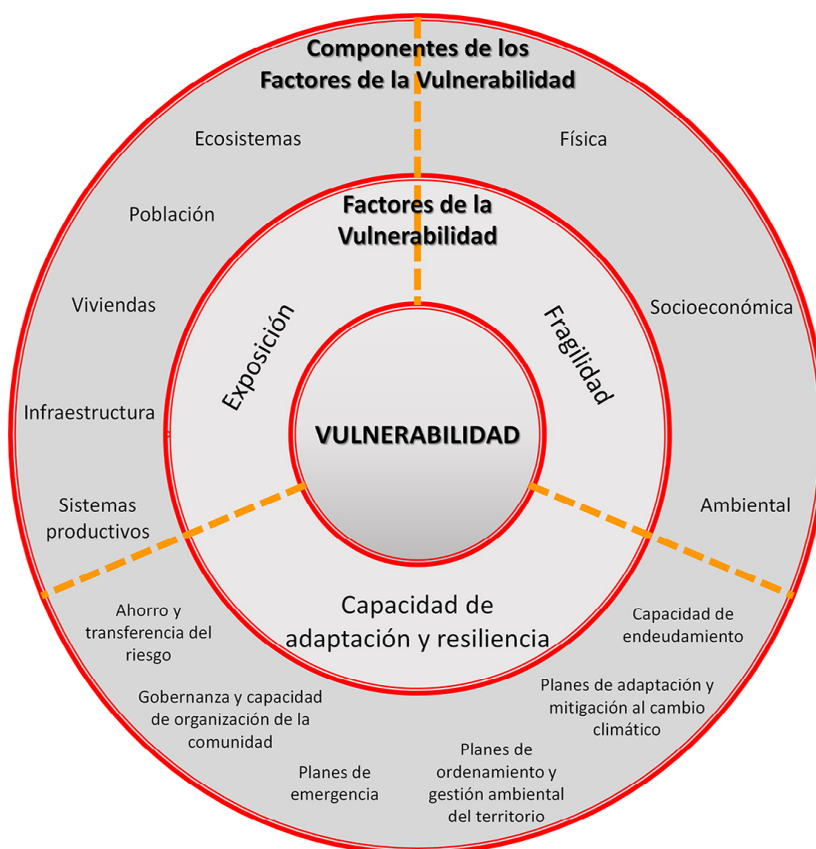 Componentes de los
Factores de la Vulnerabilidad
Ecosistemas
Física
Población
Factores de la
Vulnerabilidad
Viviendas
Socioeconómica
Exposición
Fragilidad
Infraestructura
VULNERABILIDAD
Sistemas
productivos
Ambiental
Capacidad de
adaptación y resiliencia
Ahorro y
transferencia del
riesgo
Capacidad de
endeudamiento
Gobernanza y capacidad
de organización de la
comunidad
Planes de adaptación y
mitigación al cambio
climático
Planes de
emergencia
Planes de
ordenamiento y
gestión ambiental
del territorio